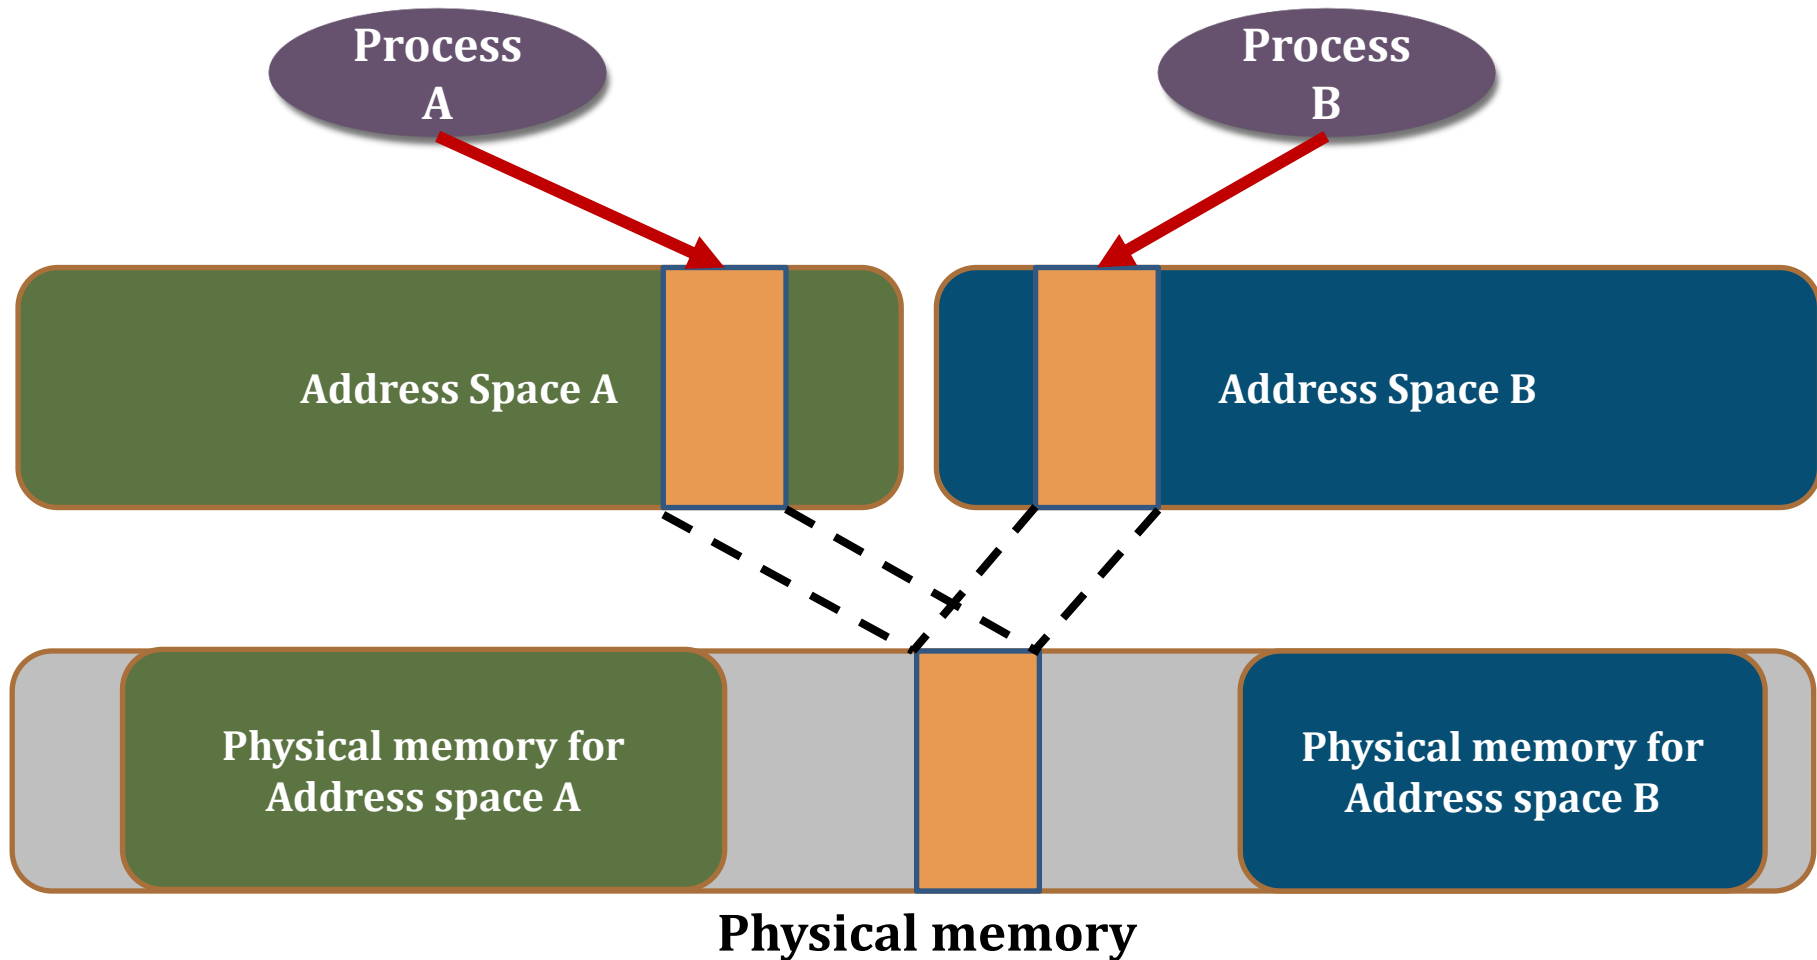 Process
A
Process
B
Address Space A
Address Space B
Physical memory for
Address space A
Physical memory for
Address space B
Physical memory